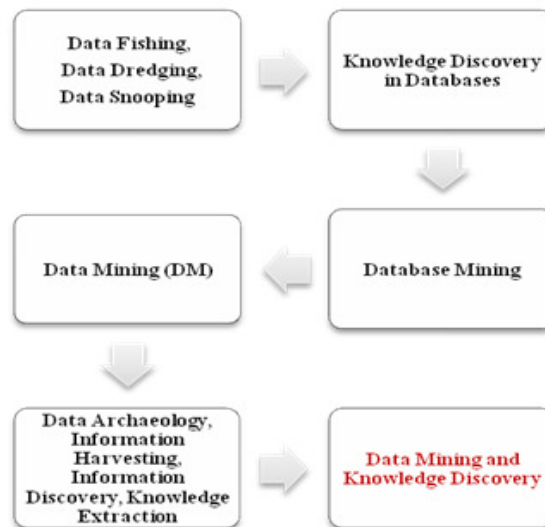 Data Fishing,
Data Dredging,
Data Snooping
Knowledge Discovery
in Databases
Database Mining
Data Mining (DM)
Data Archaeology,
Information
Harvesting,
Information
Discovery, Knowledge
Extraction
Data Mining and
Knowledge Discovery